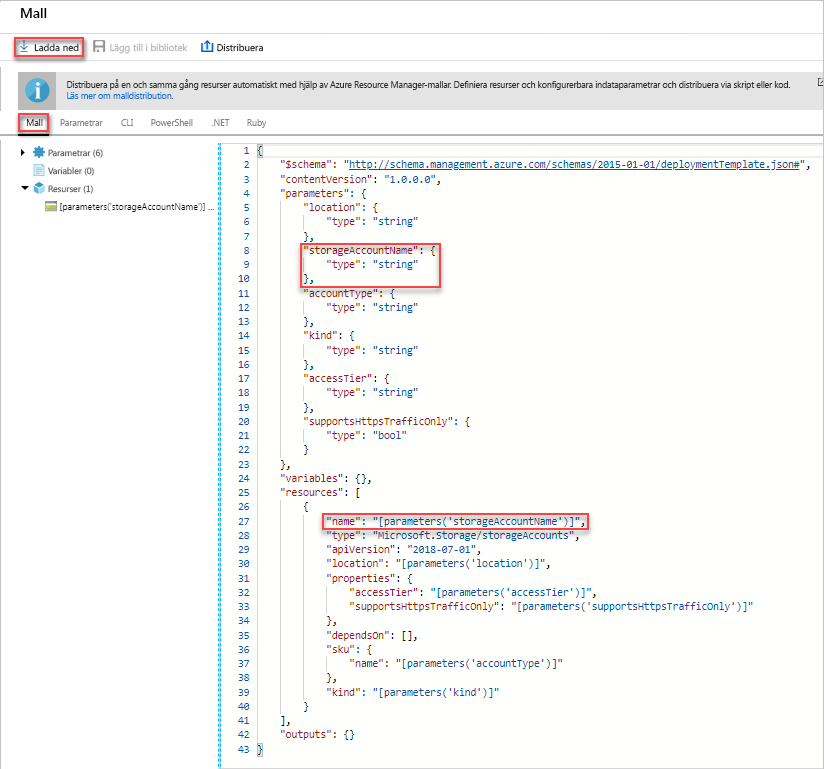 Mall
Ladda ned Lägg till i bibliotek Distribuera
Distribuera på en och samma gång resurser automatiskt med hjälp av Azure Resource Manager-mallar. Definiera resurser och konfigurerbara indataparametrar och distribuera via skript eller kod.
Läs mer om malldistribution.
Mall Parametrar CLI PowerShell .NET Ruby
Parametrar (6)
Variabler (0)
Resurser (1)
[parameters('storageAccountName')] ...
1 {
2 "$schema": "http://schema.management.azure.com/schemas/2015-01-01/deploymentTemplate.json#",
3 "contentVersion": "1.0.0.0",
4 "parameters": {
5 "location": {
6 "type": "string"
7 },
8 "storageAccountName": {
9 "type": "string"
10 },
11 "accountType": {
12 "type": "string"
13 },
14 "kind": {
15 "type": "string"
16 },
17 "accessTier": {
18 "type": "string"
19 },
20 "supportsHttpsTrafficOnly": {
21 "type": "bool"
22 }
23 },
24 "variables": {},
25 "resources": [
26 {
27 "name": "[parameters('storageAccountName')]",
28 "type": "Microsoft.Storage/storageAccounts",
29 "apiVersion": "2018-07-01",
30 "location": "[parameters('location')]",
31 "properties": {
32 "accessTier": "[parameters('accessTier')]",
33 "supportsHttpsTrafficOnly": "[parameters('supportsHttpsTrafficOnly')]"
34 },
35 "dependsOn": [],
36 "sku": {
37 "name": "[parameters('accountType')]"
38 },
39 "kind": "[parameters('kind')]"
40 }
41 ],
42 "outputs": {}
43 }